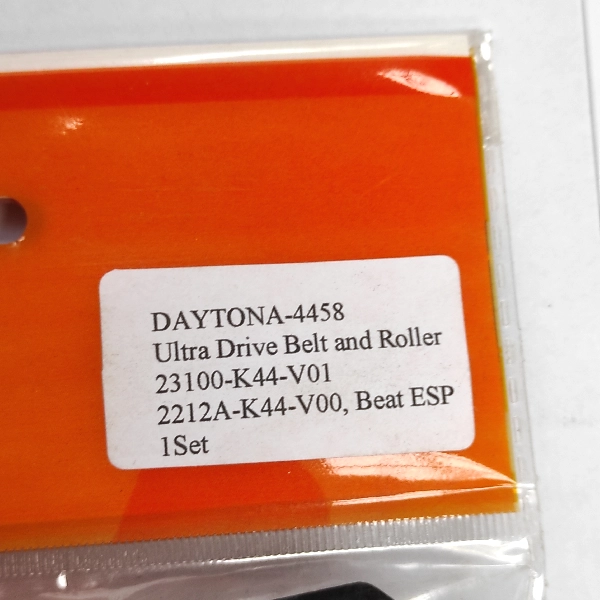 DAYTONA-4458
Ultra Drive Belt and Roller
23100-K44-V01
2212A-K44-V00, Beat ESP
1Set